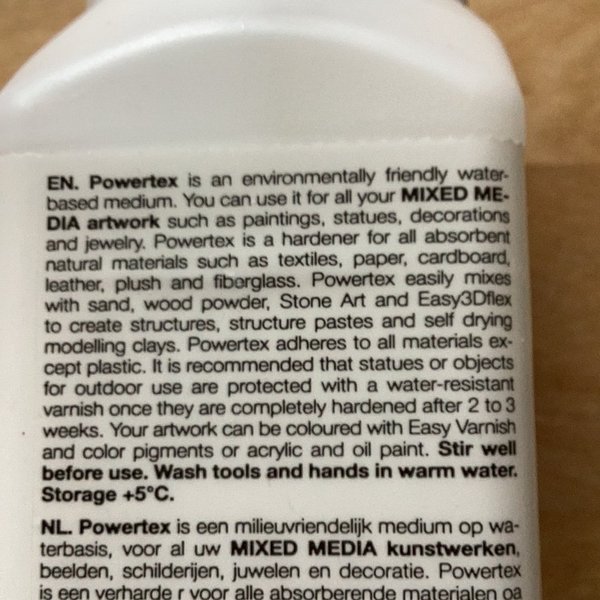 EN. Powertex is an environmentally friendly water-
based medium. You can use it for all your MIXED ME-
DIA artwork such as paintings, statues, decorations
and jewelry. Powertex is a hardener for all absorbent
natural materials such as textiles, paper, cardboard,
leather, plush and fiberglass. Powertex easily mixes
with sand, wood powder, Stone Art and Easy3Dflex
to create structures, structure pastes and self drying
modelling clays. Powertex adheres to all materials ex-
cept plastic. It is recommended that statues or objects
for outdoor use are protected with a water-resistant
varnish once they are completely hardened after 2 to 3
weeks. Your artwork can be coloured with Easy Varnish
and color pigments or acrylic and oil paint. Stir well
before use. Wash tools and hands in warm water.
Storage +5°C.
NL. Powertex is een milieuvriendelijk medium op wa-
terbasis, voor al uw MIXED MEDIA kunstwerken,
beelden, schilderijen, juwelen en decoratie. Powertex
is een verharde r voor alle absorberende materialen oa